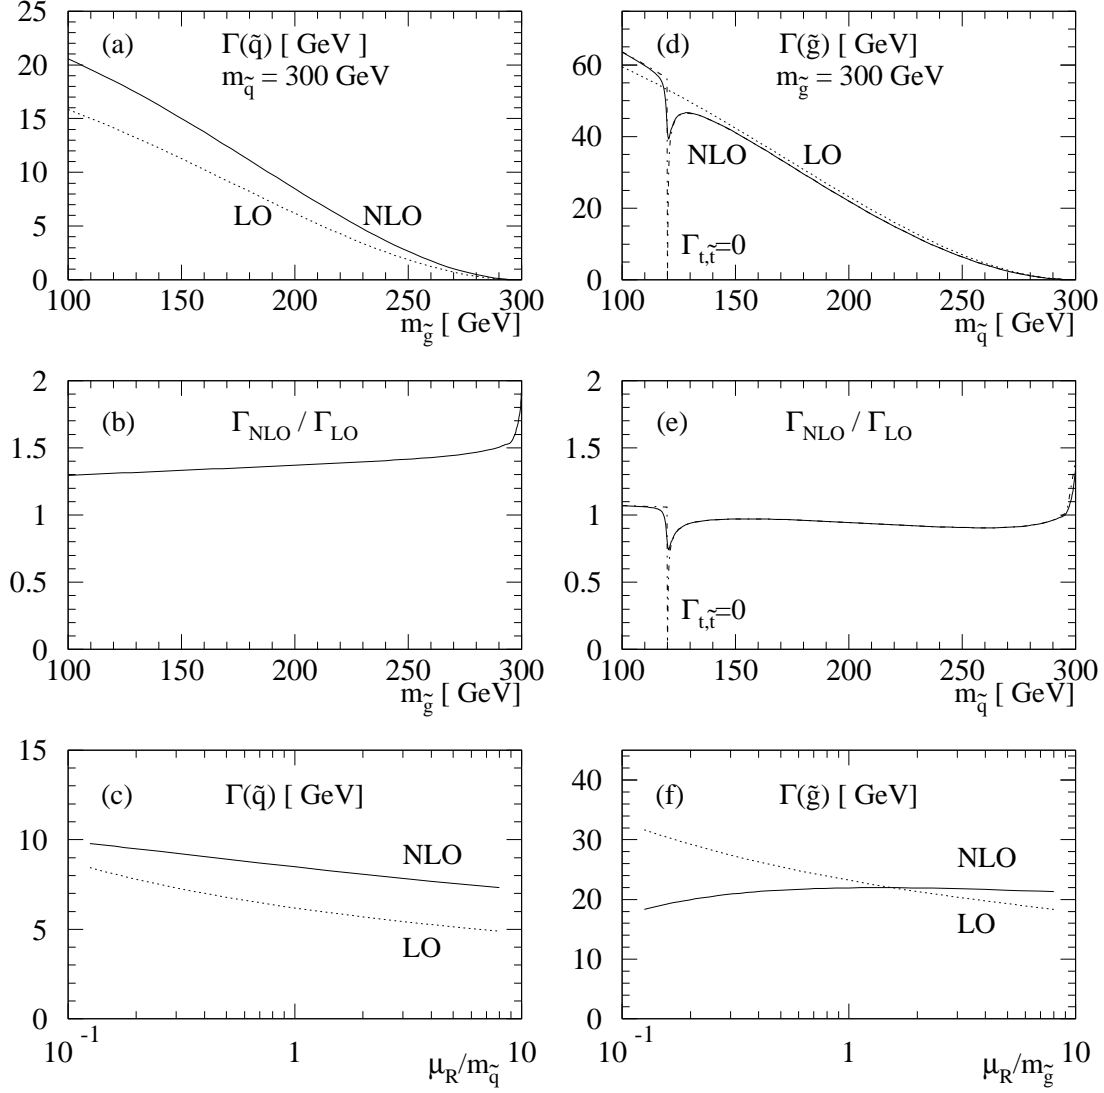 (a) Γ(q̃) [ GeV ]
m_q̃ = 300 GeV
25
20
15
10
5
0
LO
NLO
100 150 200 250 300
m_g̃ [ GeV]
(d) Γ(g̃) [ GeV]
m_g̃ = 300 GeV
60
40
20
0
NLO
LO
Γ_t,t̃=0
100 150 200 250 300
m_q̃ [ GeV]
(b) Γ_NLO / Γ_LO
2
1.5
1
0.5
0
100 150 200 250 300
m_g̃ [ GeV]
(e) Γ_NLO / Γ_LO
2
1.5
1
0.5
0
Γ_t,t̃=0
100 150 200 250 300
m_q̃ [ GeV]
(c) Γ(q̃) [ GeV]
15
10
5
0
NLO
LO
10^-1 1 10
μ_R/m_q̃
(f) Γ(g̃) [ GeV]
40
30
20
10
0
NLO
LO
10^-1 1 10
μ_R/m_g̃